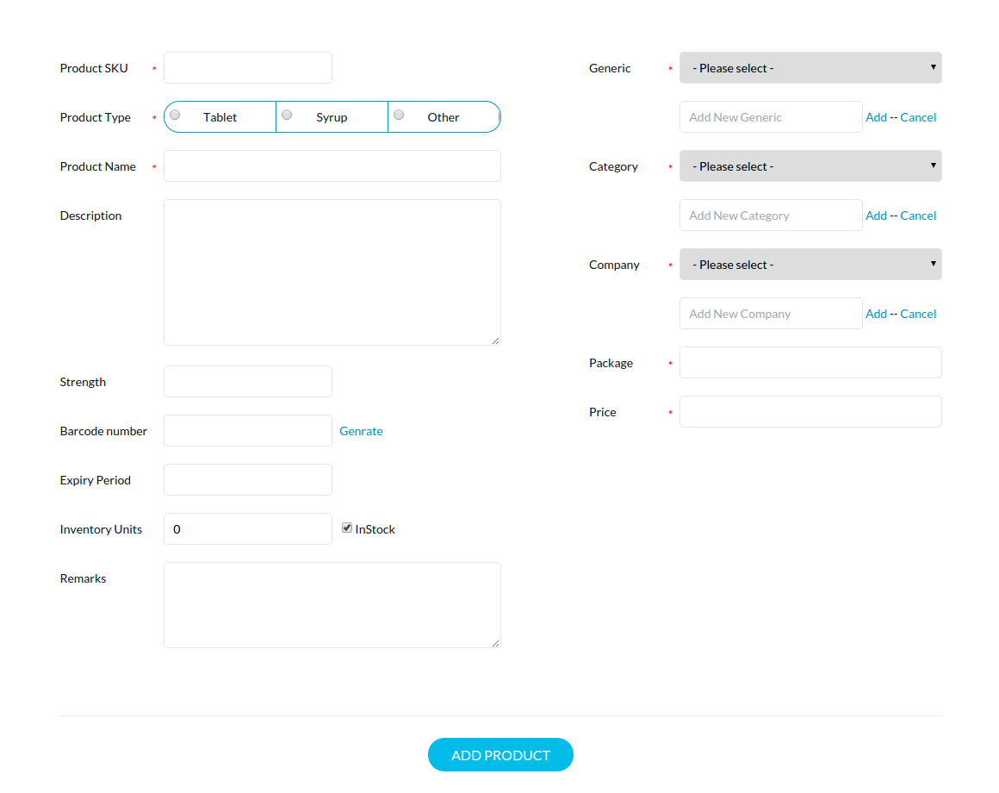 Product SKU *
Product Type * Tablet Syrup Other
Product Name *
Description
Strength
Barcode number Genrate
Expiry Period
Inventory Units 0 InStock
Remarks
Generic * - Please select -
Add New Generic Add -- Cancel
Category * - Please select -
Add New Category Add -- Cancel
Company * - Please select -
Add New Company Add -- Cancel
Package *
Price *
ADD PRODUCT